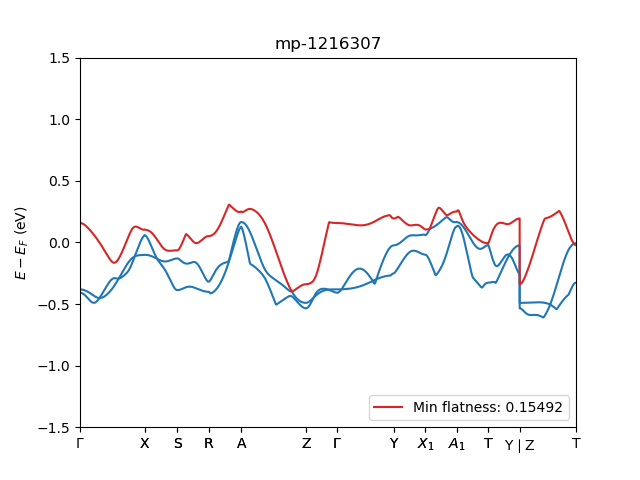 mp-1216307
1.5
1.0
0.5
0.0
−0.5
−1.0
−1.5
E − E_F (eV)
Min flatness: 0.15492
Γ X S R A Z Γ Y X_1 A_1 T Y | Z T